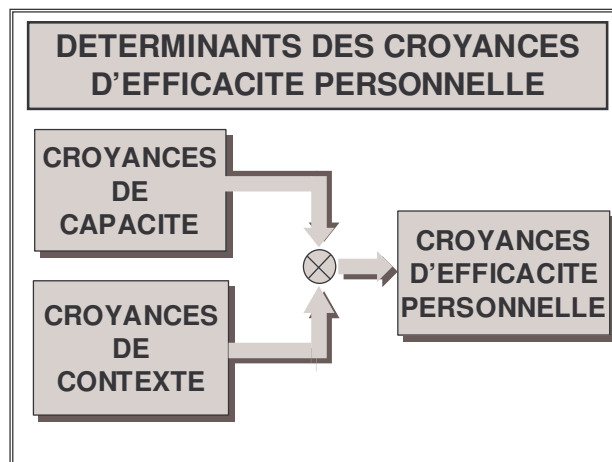 DETERMINANTS DES CROYANCES
D'EFFICACITE PERSONNELLE
CROYANCES
DE
CAPACITE
CROYANCES
DE
CONTEXTE
CROYANCES
D'EFFICACITE
PERSONNELLE